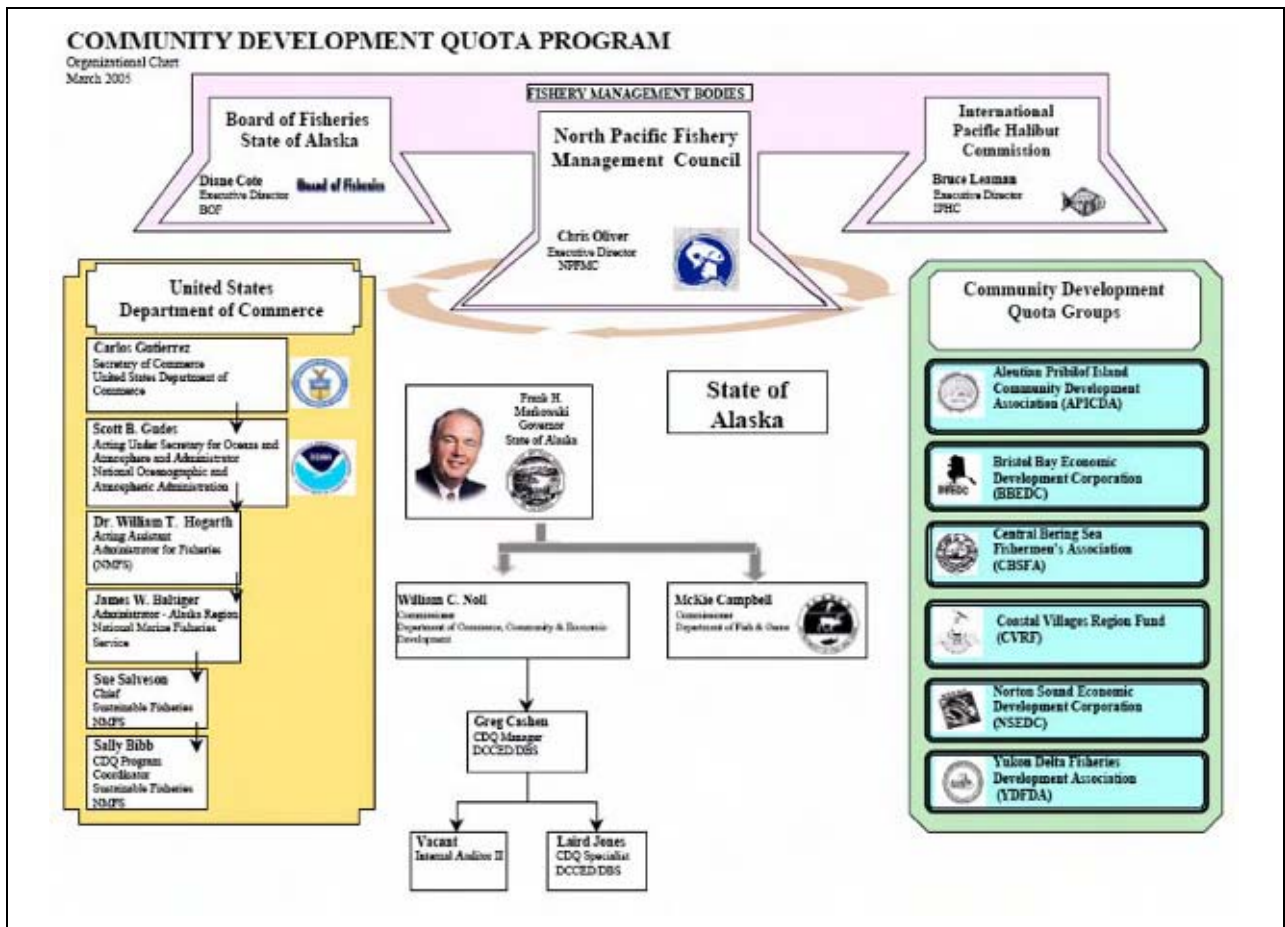 COMMUNITY DEVELOPMENT QUOTA PROGRAM
Organizational Chart
March 2005
FISHERY MANAGEMENT BODIES
Board of Fisheries
State of Alaska
Diane Cote
Executive Director
BOF
Board of Fisheries
North Pacific Fishery
Management Council
Chris Oliver
Executive Director
NPFMC
International
Pacific Halibut
Commission
Bruce Leaman
Executive Director
IPHC
United States
Department of Commerce
Carlos Gutierrez
Secretary of Commerce
United States Department of
Commerce
Scott B. Gudes
Acting Under Secretary for Oceans and
Atmosphere and Administrator
National Oceanographic and
Atmospheric Administration
Dr. William T. Hogarth
Acting Assistant
Administrator for Fisheries
(NMFS)
James W. Balsiger
Administrator - Alaska Region
National Marine Fisheries
Service
Sue Salveson
Chief
Sustainable Fisheries
NMFS
Sally Bibb
CDQ Program
Coordinator
Sustainable Fisheries
NMFS
Frank H.
Murkowski
Governor
State of Alaska
State of
Alaska
William C. Noll
Commissioner
Department of Commerce, Community & Economic
Development
McKie Campbell
Commissioner
Department of Fish & Game
Greg Cashen
CDQ Manager
DCCED/DBS
Vacant
Internal Auditor II
Laird Jones
CDQ Specialist
DCCED/DBS
Community Development
Quota Groups
Aleutian Pribilof Island
Community Development
Association (APICDA)
BBEDC
Bristol Bay Economic
Development Corporation
(BBEDC)
Central Bering Sea
Fishermen's Association
(CBSFA)
Coastal Villages Region Fund
(CVRF)
Norton Sound Economic
Development Corporation
(NSEDC)
Yukon Delta Fisheries
Development Association
(YDFDA)